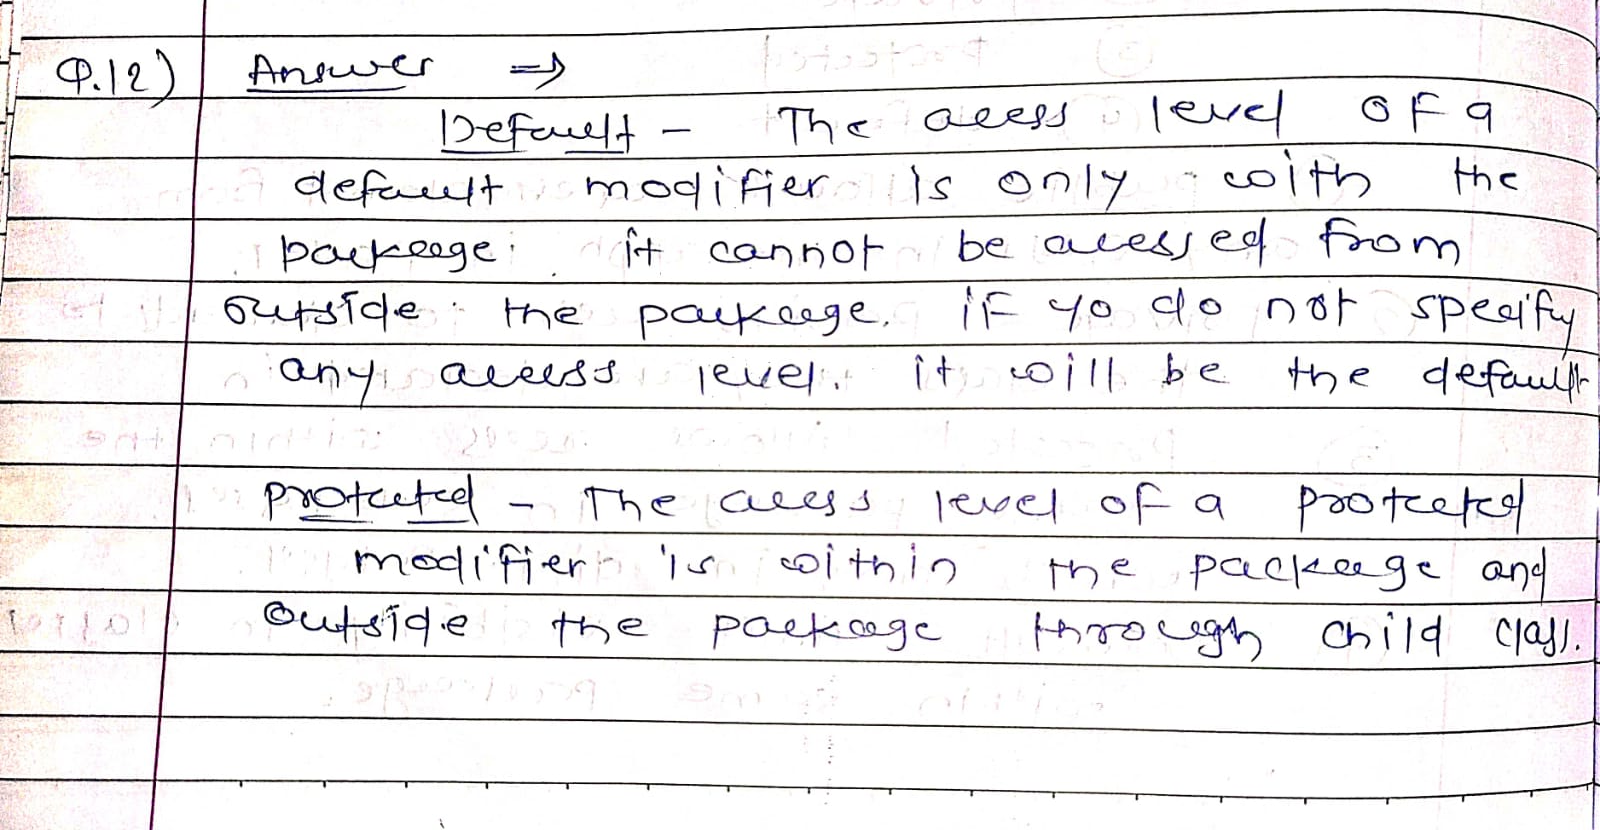 Q.12) Answer ⇒
Default - The acess level of a
default modifier is only with the
package. it cannot be acessed from
outside the package. if yo do not specify
any access level. it will be the default
Protected - The acess level of a protected
modifier is within the package and
outside the package through child class.